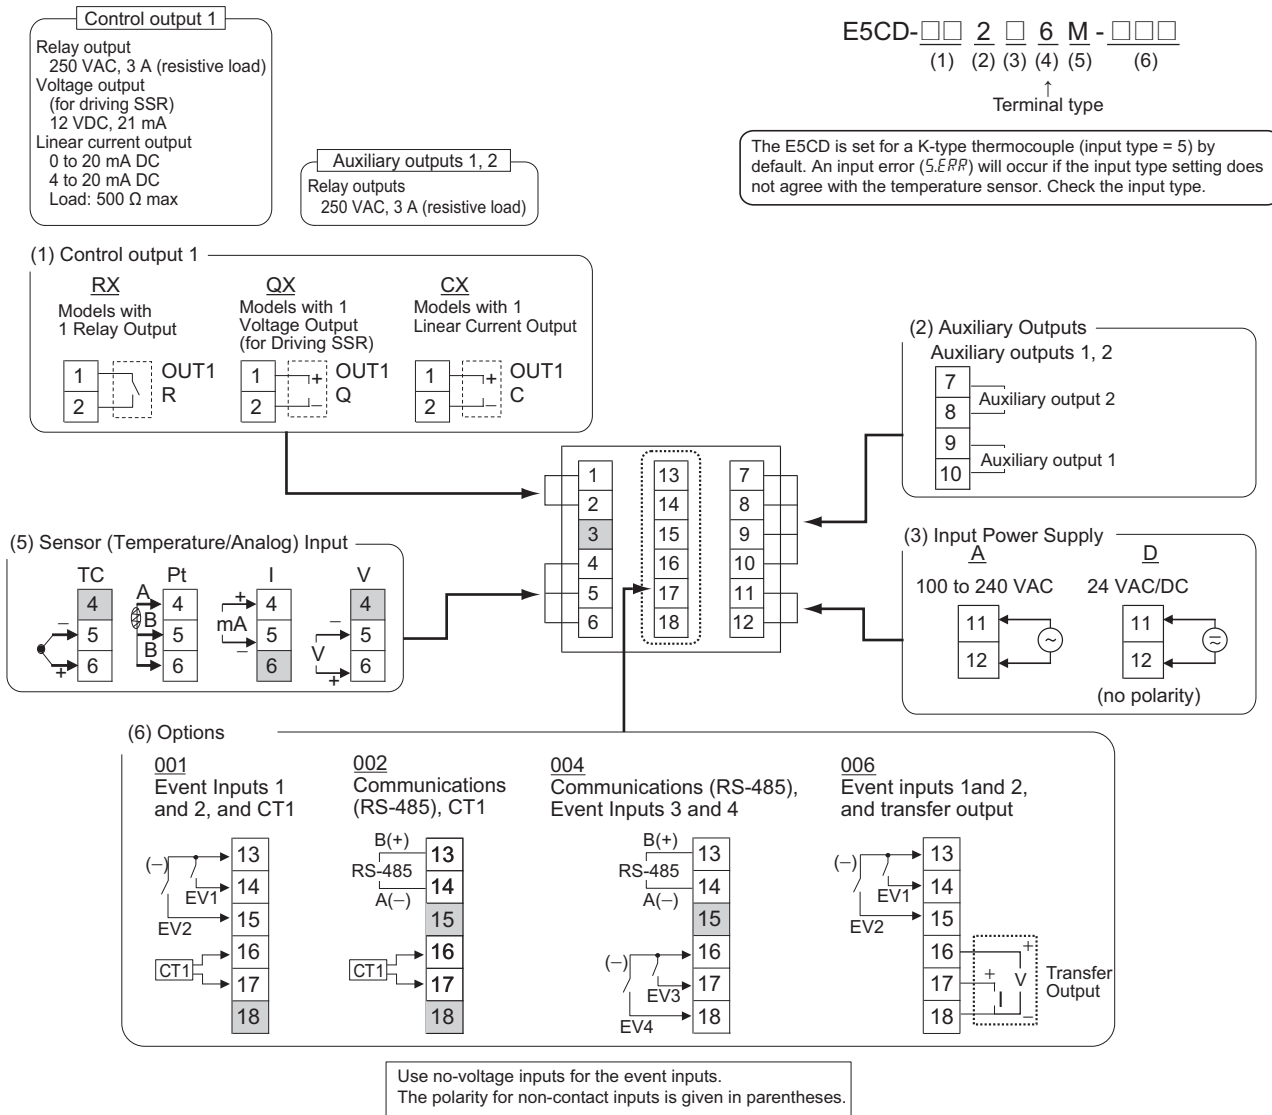 Control output 1
Relay output
250 VAC, 3 A (resistive load)
Voltage output
(for driving SSR)
12 VDC, 21 mA
Linear current output
0 to 20 mA DC
4 to 20 mA DC
Load: 500 Ω max
Auxiliary outputs 1, 2
Relay outputs
250 VAC, 3 A (resistive load)
E5CD-□□ 2 □ 6 M - □□□
(1) (2) (3) (4) (5) (6)
↑
Terminal type
The E5CD is set for a K-type thermocouple (input type = 5) by
default. An input error (S.ERR) will occur if the input type setting does
not agree with the temperature sensor. Check the input type.
(1) Control output 1
RX
Models with
1 Relay Output
1
2
OUT1
R
QX
Models with 1
Voltage Output
(for Driving SSR)
1
2
+
−
OUT1
Q
CX
Models with 1
Linear Current Output
1
2
+
−
OUT1
C
(2) Auxiliary Outputs
Auxiliary outputs 1, 2
7
8
9
10
Auxiliary output 2
Auxiliary output 1
1
2
3
4
5
6
13
14
15
16
17
18
7
8
9
10
11
12
(5) Sensor (Temperature/Analog) Input
TC
4
5
6
−
+
Pt
A
B
B
4
5
6
I
+
mA
−
4
5
6
V
−
V
+
4
5
6
(3) Input Power Supply
A
100 to 240 VAC
11
12
D
24 VAC/DC
11
12
(no polarity)
(6) Options
001
Event Inputs 1
and 2, and CT1
(−)
EV1
EV2
CT1
13
14
15
16
17
18
002
Communications
(RS-485), CT1
B(+)
RS-485
A(−)
CT1
13
14
15
16
17
18
004
Communications (RS-485),
Event Inputs 3 and 4
B(+)
RS-485
A(−)
(−)
EV3
EV4
13
14
15
16
17
18
006
Event inputs 1and 2,
and transfer output
(−)
EV1
EV2
13
14
15
16
17
18
+
+
V
I
−
Transfer
Output
Use no-voltage inputs for the event inputs.
The polarity for non-contact inputs is given in parentheses.